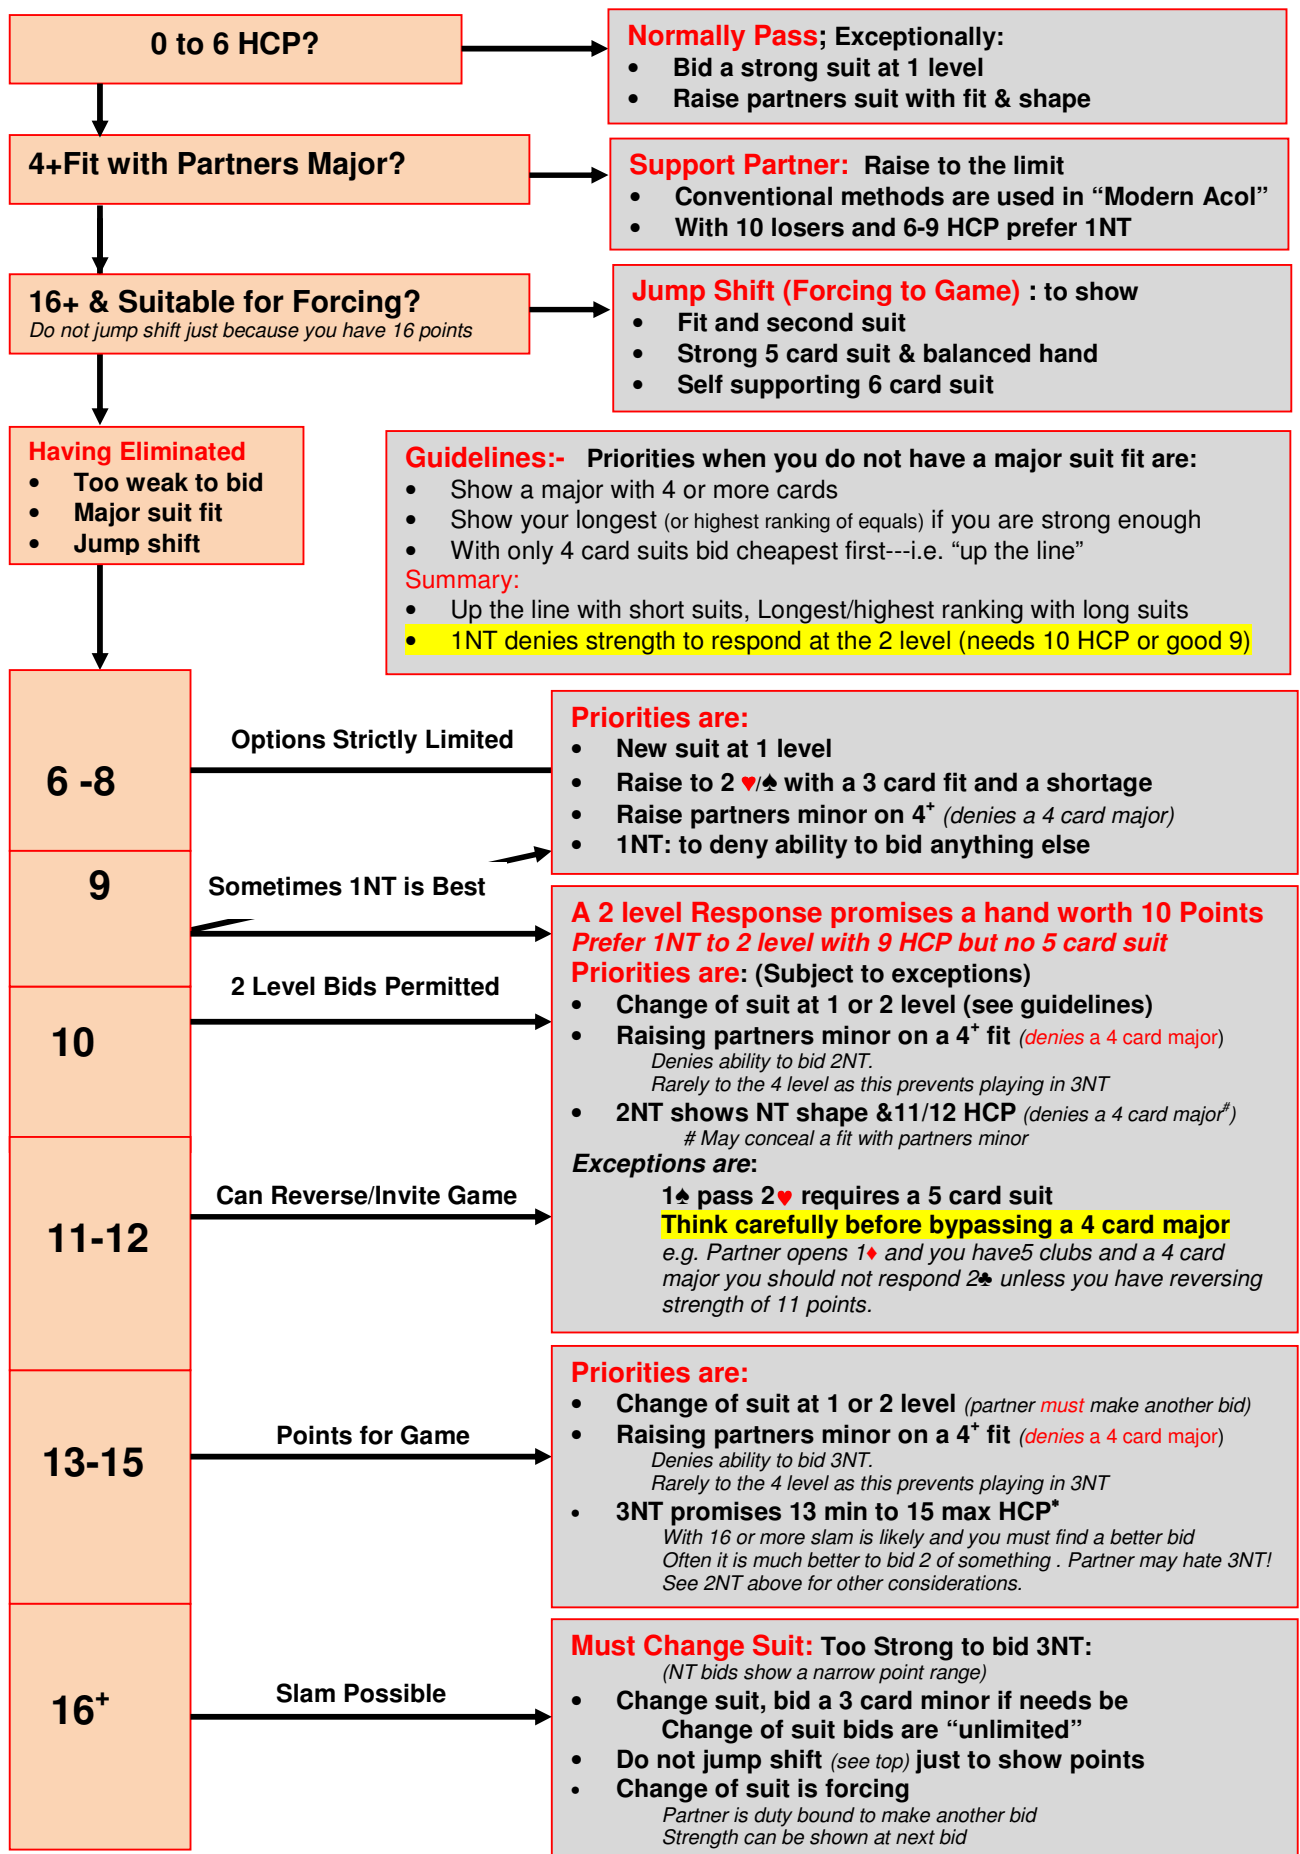 0 to 6 HCP?
Normally Pass; Exceptionally:
• Bid a strong suit at 1 level
• Raise partners suit with fit & shape
4+Fit with Partners Major?
Support Partner: Raise to the limit
• Conventional methods are used in “Modern Acol”
• With 10 losers and 6-9 HCP prefer 1NT
16+ & Suitable for Forcing?
Do not jump shift just because you have 16 points
Jump Shift (Forcing to Game) : to show
• Fit and second suit
• Strong 5 card suit & balanced hand
• Self supporting 6 card suit
Having Eliminated
• Too weak to bid
• Major suit fit
• Jump shift
Guidelines:- Priorities when you do not have a major suit fit are:
• Show a major with 4 or more cards
• Show your longest (or highest ranking of equals) if you are strong enough
• With only 4 card suits bid cheapest first---i.e. “up the line”
Summary:
• Up the line with short suits, Longest/highest ranking with long suits
• 1NT denies strength to respond at the 2 level (needs 10 HCP or good 9)
6 -8
Options Strictly Limited
Priorities are:
• New suit at 1 level
• Raise to 2 ♥/♠ with a 3 card fit and a shortage
• Raise partners minor on 4⁺ (denies a 4 card major)
• 1NT: to deny ability to bid anything else
9
Sometimes 1NT is Best
A 2 level Response promises a hand worth 10 Points
Prefer 1NT to 2 level with 9 HCP but no 5 card suit
Priorities are: (Subject to exceptions)
• Change of suit at 1 or 2 level (see guidelines)
• Raising partners minor on a 4⁺ fit (denies a 4 card major)
Denies ability to bid 2NT.
Rarely to the 4 level as this prevents playing in 3NT
• 2NT shows NT shape &11/12 HCP (denies a 4 card major#)
# May conceal a fit with partners minor
Exceptions are:
1♠ pass 2♥ requires a 5 card suit
Think carefully before bypassing a 4 card major
e.g. Partner opens 1♦ and you have5 clubs and a 4 card
major you should not respond 2♣ unless you have reversing
strength of 11 points.
2 Level Bids Permitted
10
Can Reverse/Invite Game
11-12
13-15
Points for Game
Priorities are:
• Change of suit at 1 or 2 level (partner must make another bid)
• Raising partners minor on a 4⁺ fit (denies a 4 card major)
Denies ability to bid 3NT.
Rarely to the 4 level as this prevents playing in 3NT
• 3NT promises 13 min to 15 max HCP*
With 16 or more slam is likely and you must find a better bid
Often it is much better to bid 2 of something . Partner may hate 3NT!
See 2NT above for other considerations.
16⁺
Slam Possible
Must Change Suit: Too Strong to bid 3NT:
(NT bids show a narrow point range)
• Change suit, bid a 3 card minor if needs be
Change of suit bids are “unlimited”
• Do not jump shift (see top) just to show points
• Change of suit is forcing
Partner is duty bound to make another bid
Strength can be shown at next bid